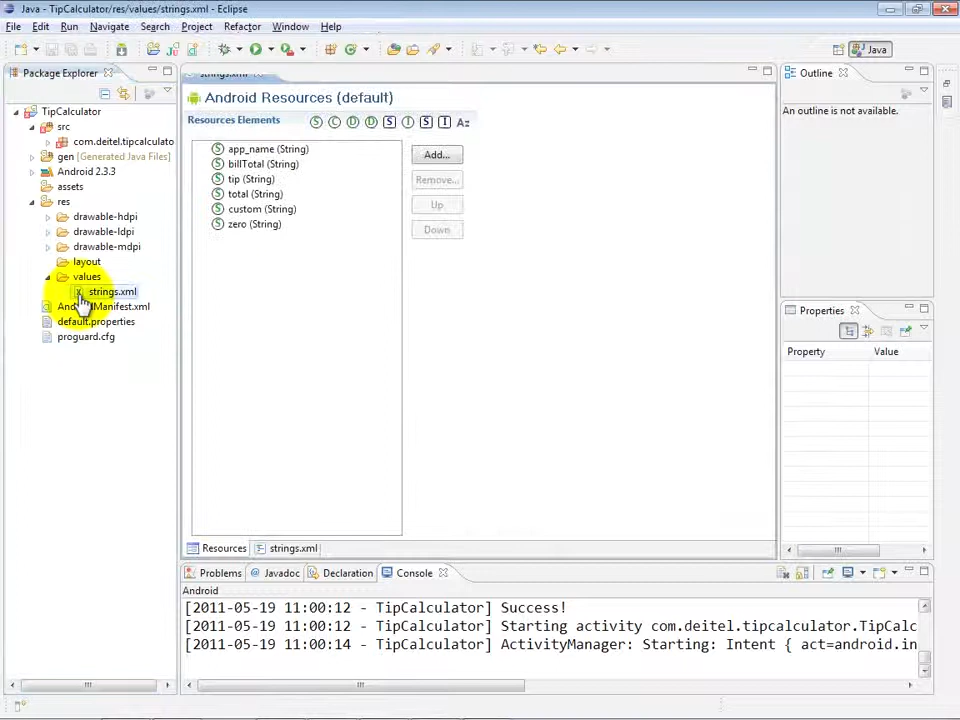 Java - TipCalculator/res/values/strings.xml - Eclipse
File Edit Run Navigate Search Project Refactor Window Help
Java
Package Explorer
strings.xml
Outline
Android Resources (default)
An outline is not available.
Resources Elements
S C D D S I S I Az
TipCalculator
src
com.deitel.tipcalculato
gen [Generated Java Files]
Android 2.3.3
assets
res
drawable-hdpi
drawable-ldpi
drawable-mdpi
layout
values
strings.xml
AndroidManifest.xml
default.properties
proguard.cfg
S app_name (String)
S billTotal (String)
S tip (String)
S total (String)
S custom (String)
S zero (String)
Add...
Remove...
Up
Down
Properties
Property Value
Resources strings.xml
Problems @ Javadoc Declaration Console
Android
[2011-05-19 11:00:12 - TipCalculator] Success!
[2011-05-19 11:00:12 - TipCalculator] Starting activity com.deitel.tipcalculator.TipCalc
[2011-05-19 11:00:14 - TipCalculator] ActivityManager: Starting: Intent { act=android.in